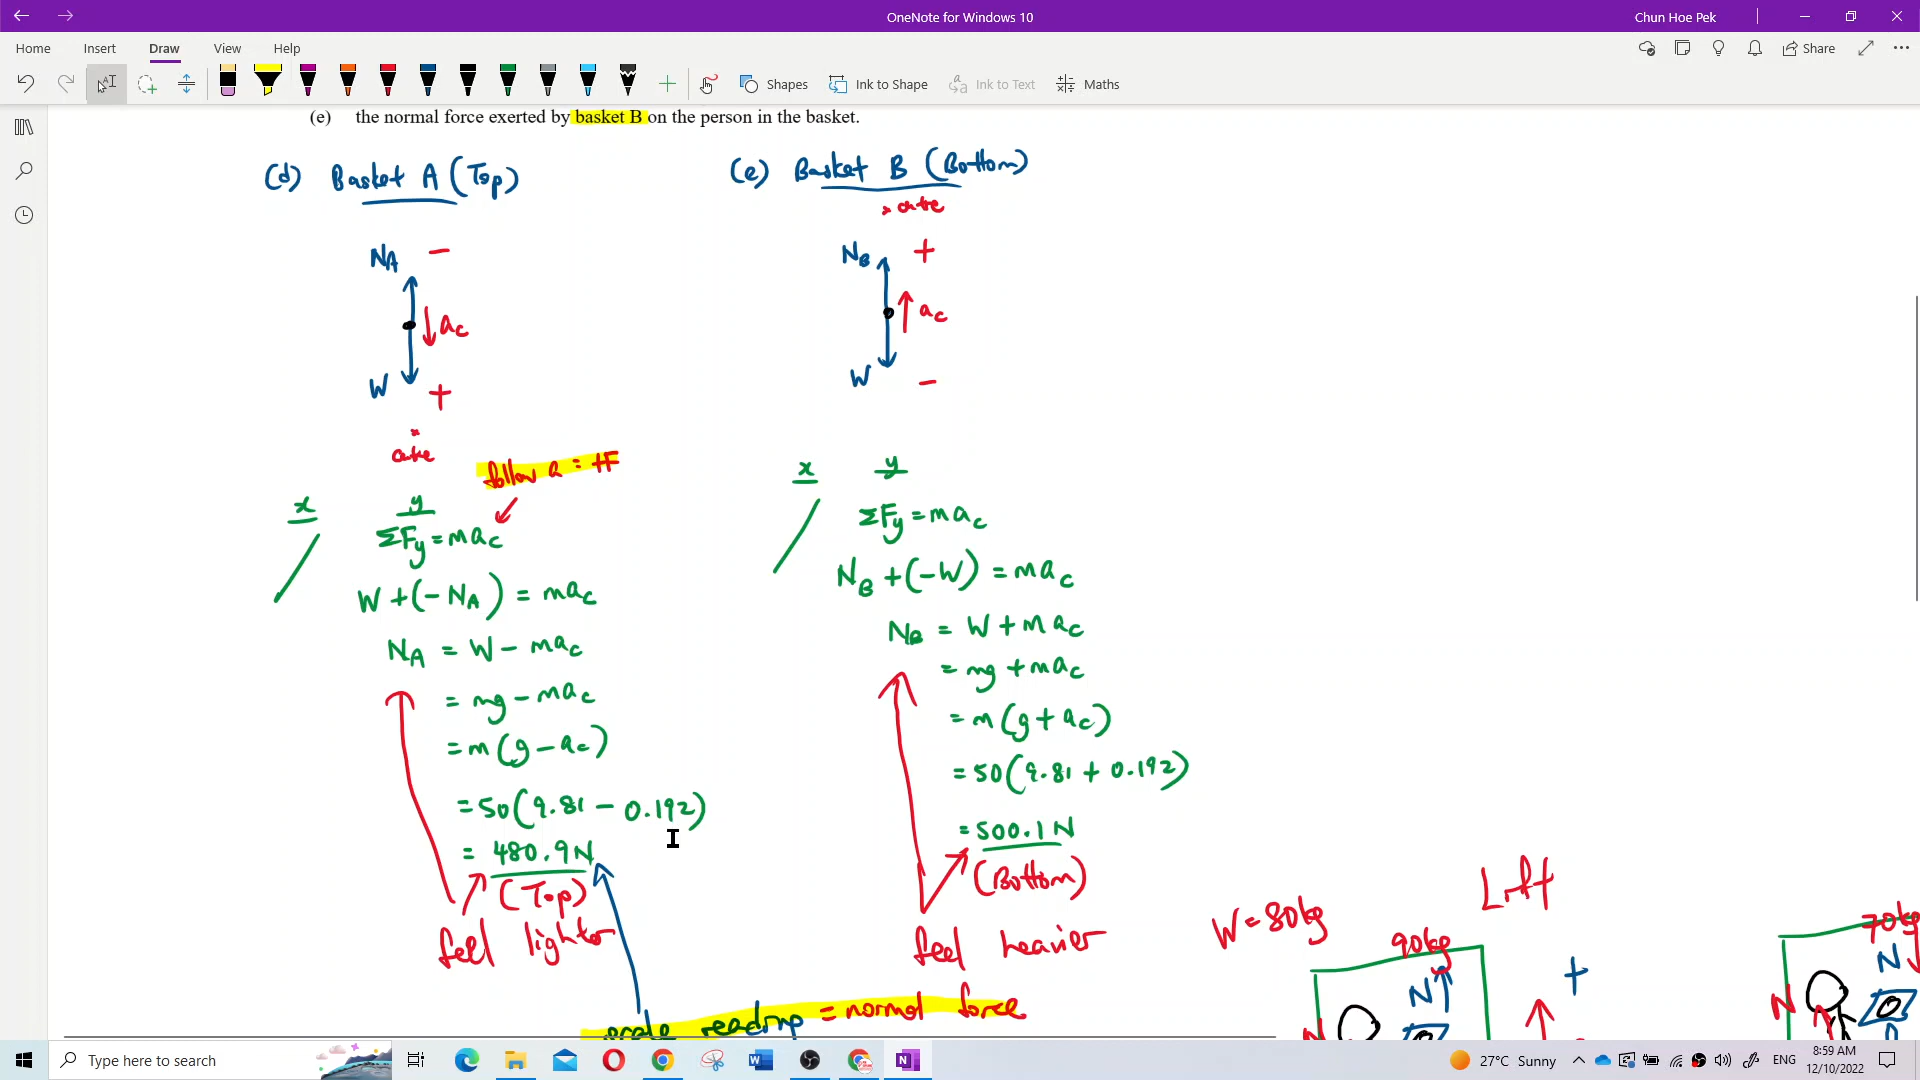 OneNote for Windows 10
Chun Hoe Pek
Home Insert Draw View Help
Share
Shapes
Ink to Shape
Ink to Text
Maths
(e) the normal force exerted by basket B on the person in the basket.
(d) Basket A (Top)
NA −
ac
W +
follow a = +F
x y
ΣFy = mac
W + (−NA) = mac
NA = W − mac
= mg − mac
= m(g − ac)
= 50(9.81 − 0.192)
= 480.9N
(Top)
feel lighter
(e) Basket B (Bottom)
NB +
ac
W −
x y
ΣFy = mac
NB + (−W) = mac
NB = W + mac
= mg + mac
= m(g + ac)
= 50(9.81 + 0.192)
= 500.1N
(Bottom)
feel heavier
scale reading = normal force
Lift
W = 80kg
90kg
N
+
N
70kg
N
N
Type here to search
27°C Sunny
ENG
8:59 AM
12/10/2022